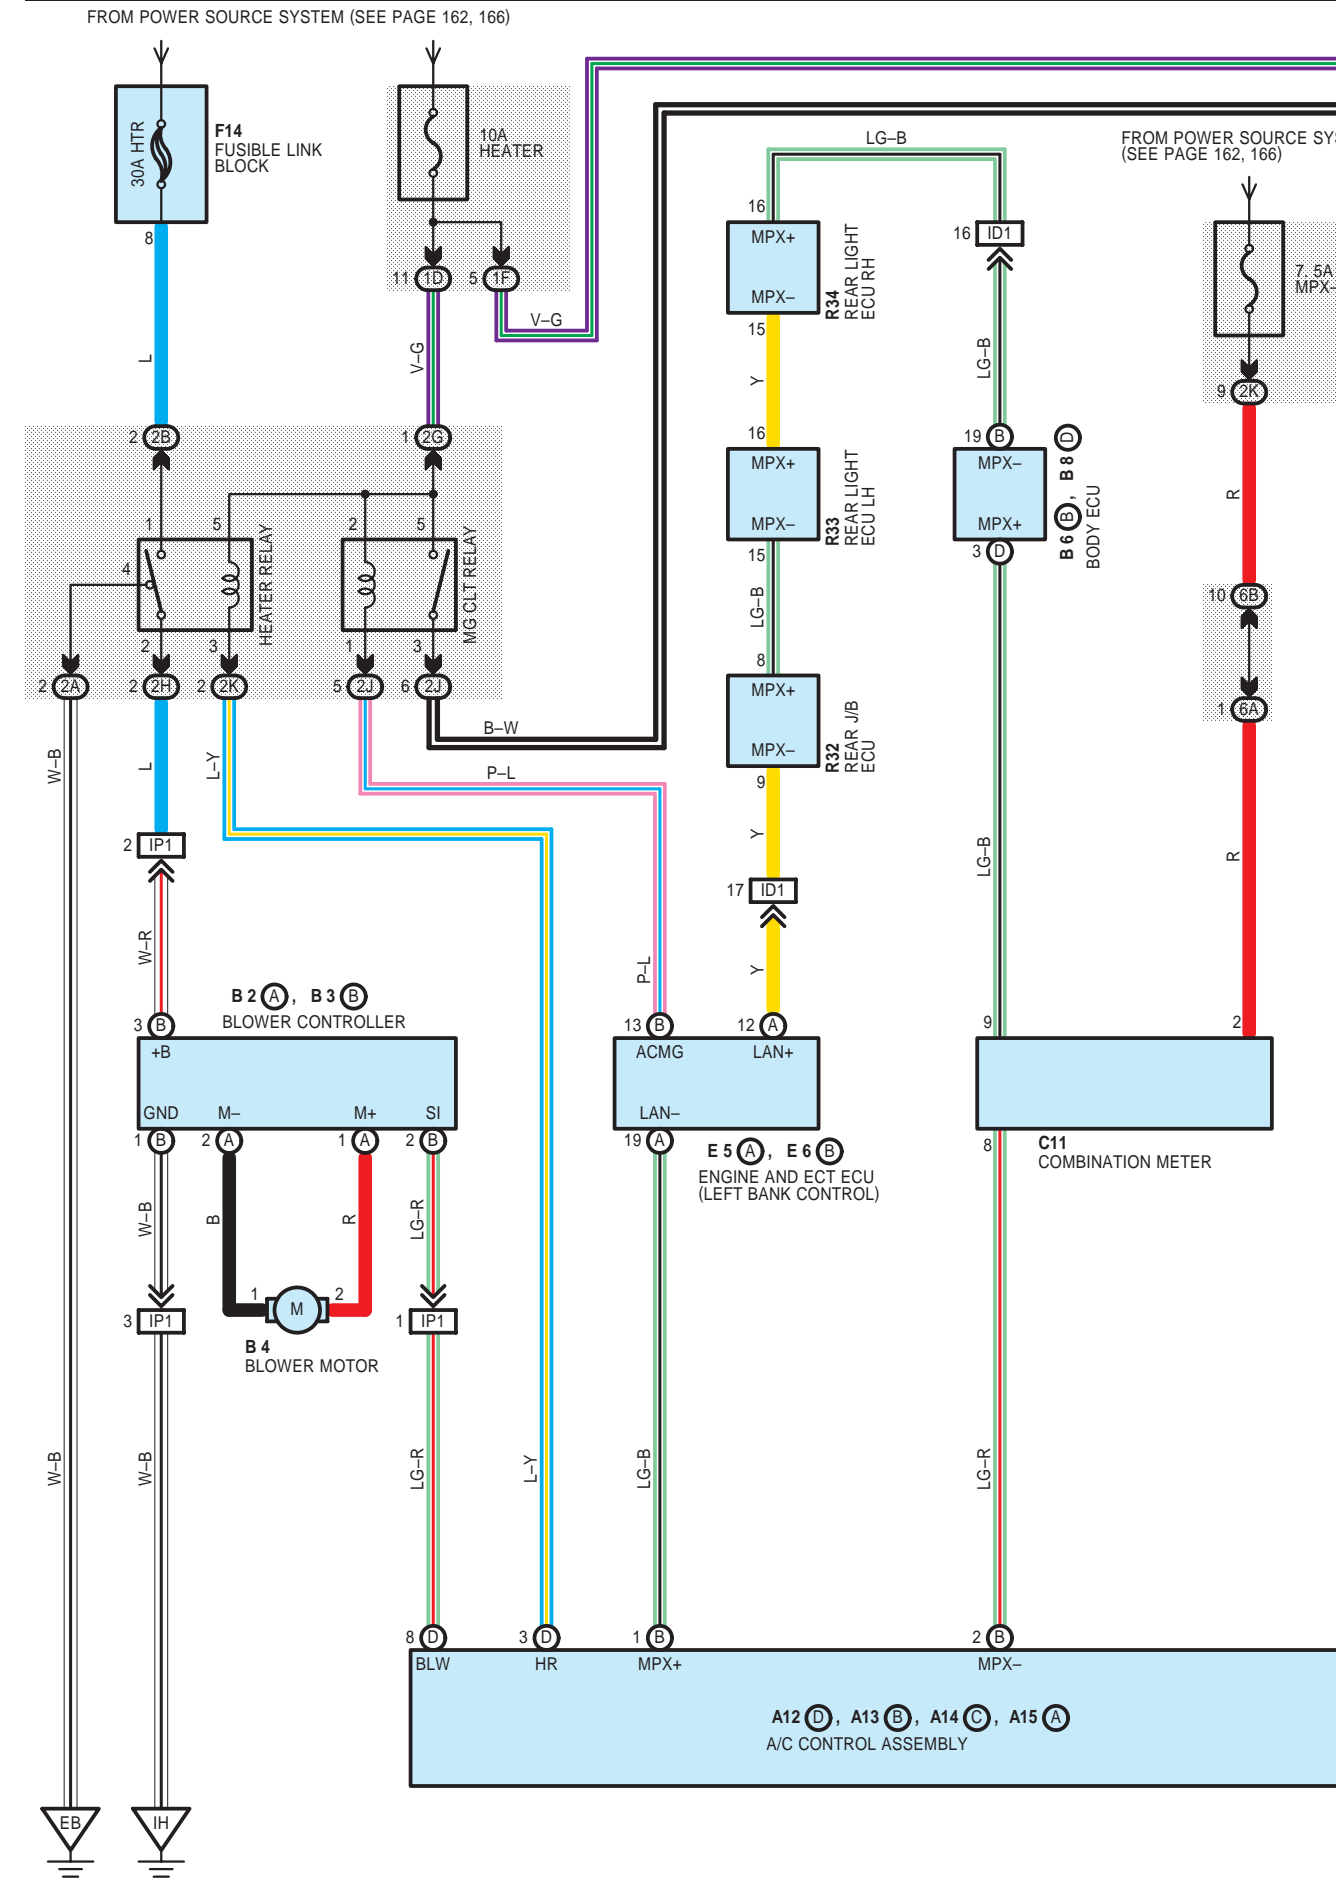 FROM POWER SOURCE SYSTEM (SEE PAGE 162, 166)
30A HTR
F14
FUSIBLE LINK
BLOCK
8
10A
HEATER
11 1D
5 1F
V–G
V–G
L
LG–B
16
MPX+
MPX–
R34
REAR LIGHT
ECU RH
15
Y
16 ID1
LG–B
FROM POWER SOURCE SY
(SEE PAGE 162, 166)
7. 5A
MPX–
9 2K
R
2 2B
1 2G
1
5
2
5
4
HEATER RELAY
MG CLT RELAY
2
3
1
3
2 2A
2 2H
2 2K
5 2J
6 2J
16
MPX+
MPX–
R33
REAR LIGHT
ECU LH
15
LG–B
19 B
MPX–
MPX+
3 D
B 6 B , B 8 D
BODY ECU
10 6B
1 6A
8
MPX+
MPX–
R32
REAR J/B
ECU
9
Y
B–W
P–L
W–B
L
L–Y
2 IP1
W–R
17 ID1
Y
LG–B
R
P–L
B 2 A , B 3 B
BLOWER CONTROLLER
3 B
+B
GND
M–
M+
SI
1 B
2 A
1 A
2 B
13 B
12 A
ACMG
LAN+
LAN–
19 A
E 5 A , E 6 B
ENGINE AND ECT ECU
(LEFT BANK CONTROL)
9
2
8
C11
COMBINATION METER
W–B
B
R
LG–R
1
M
2
3 IP1
1 IP1
B 4
BLOWER MOTOR
W–B
W–B
LG–R
L–Y
LG–B
LG–R
8 D
3 D
1 B
2 B
BLW
HR
MPX+
MPX–
A12 D , A13 B , A14 C , A15 A
A/C CONTROL ASSEMBLY
EB
IH